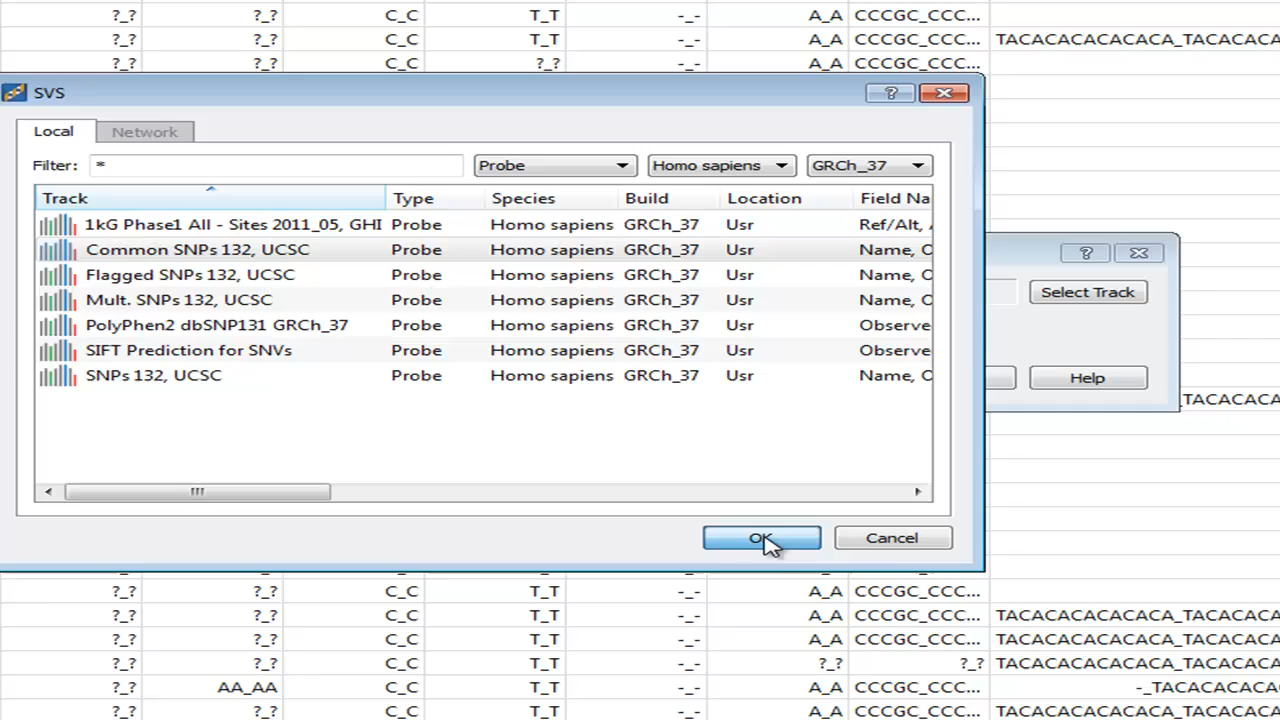 ?_? ?_? C_C T_T -_- A_A CCCGC_CCC...
?_? ?_? C_C T_T -_- A_A CCCGC_CCC... TACACACACACACA_TACACACA
?_? ?_? C_C ?_? -_- A_A CCCGC_CCC...
SVS
Local Network
Filter: * Probe Homo sapiens GRCh_37
Track Type Species Build Location Field Na
1kG Phase1 All - Sites 2011_05, GHI Probe Homo sapiens GRCh_37 Usr Ref/Alt,
Common SNPs 132, UCSC Probe Homo sapiens GRCh_37 Usr Name, O
Flagged SNPs 132, UCSC Probe Homo sapiens GRCh_37 Usr Name, O
Mult. SNPs 132, UCSC Probe Homo sapiens GRCh_37 Usr Name, O
Select Track
PolyPhen2 dbSNP131 GRCh_37 Probe Homo sapiens GRCh_37 Usr Observe
SIFT Prediction for SNVs Probe Homo sapiens GRCh_37 Usr Observe
SNPs 132, UCSC Probe Homo sapiens GRCh_37 Usr Name, O
Help
_TACACACA
OK Cancel
?_? ?_? C_C T_T -_- A_A CCCGC_CCC...
?_? ?_? C_C T_T -_- A_A CCCGC_CCC... TACACACACACACA_TACACACA
?_? ?_? C_C T_T -_- A_A CCCGC_CCC... TACACACACACACA_TACACACA
?_? ?_? C_C T_T -_- ?_? ?_? TACACACACACACA_TACACACA
?_? AA_AA C_C T_T -_- A_A CCCGC_CCC... -_TACACACACA
?_? ?_? C_C T_T -_- A_A CCCGC_CCC... TACACACACACACA_TACACACA